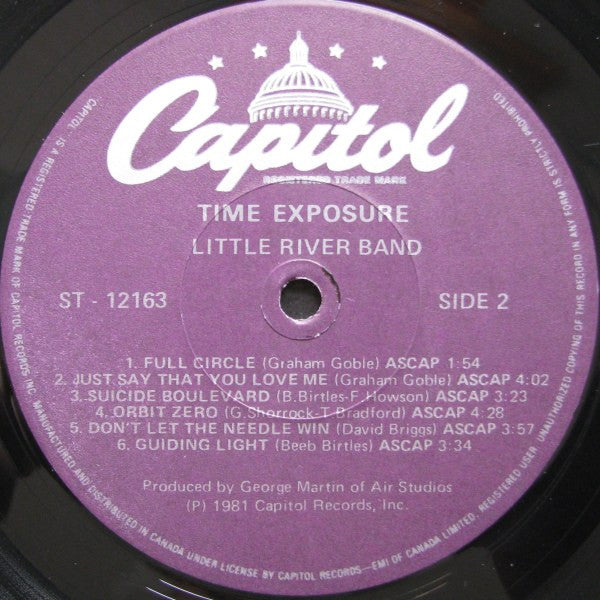 Capitol
REGISTERED TRADE MARK
TIME EXPOSURE
LITTLE RIVER BAND
ST - 12163
SIDE 2
1. FULL CIRCLE (Graham Goble) ASCAP 1:54
2. JUST SAY THAT YOU LOVE ME (Graham Goble) ASCAP 4:02
3. SUICIDE BOULEVARD (B.Birtles-F.Howson) ASCAP 3:23
4. ORBIT ZERO (G.Shorrock-T.Bradford) ASCAP 4:28
5. DON'T LET THE NEEDLE WIN (David Briggs) ASCAP 3:57
6. GUIDING LIGHT (Beeb Birtles) ASCAP 3:34
Produced by George Martin of Air Studios
(P) 1981 Capitol Records, Inc.
CAPITOL IS A REGISTERED TRADE MARK OF CAPITOL RECORDS INC. MANUFACTURED AND DISTRIBUTED IN CANADA UNDER LICENSE BY CAPITOL RECORDS—EMI OF CANADA LIMITED, REGISTERED USER UNAUTHORIZED COPYING OF THIS RECORD IN ANY FORM IS STRICTLY PROHIBITED